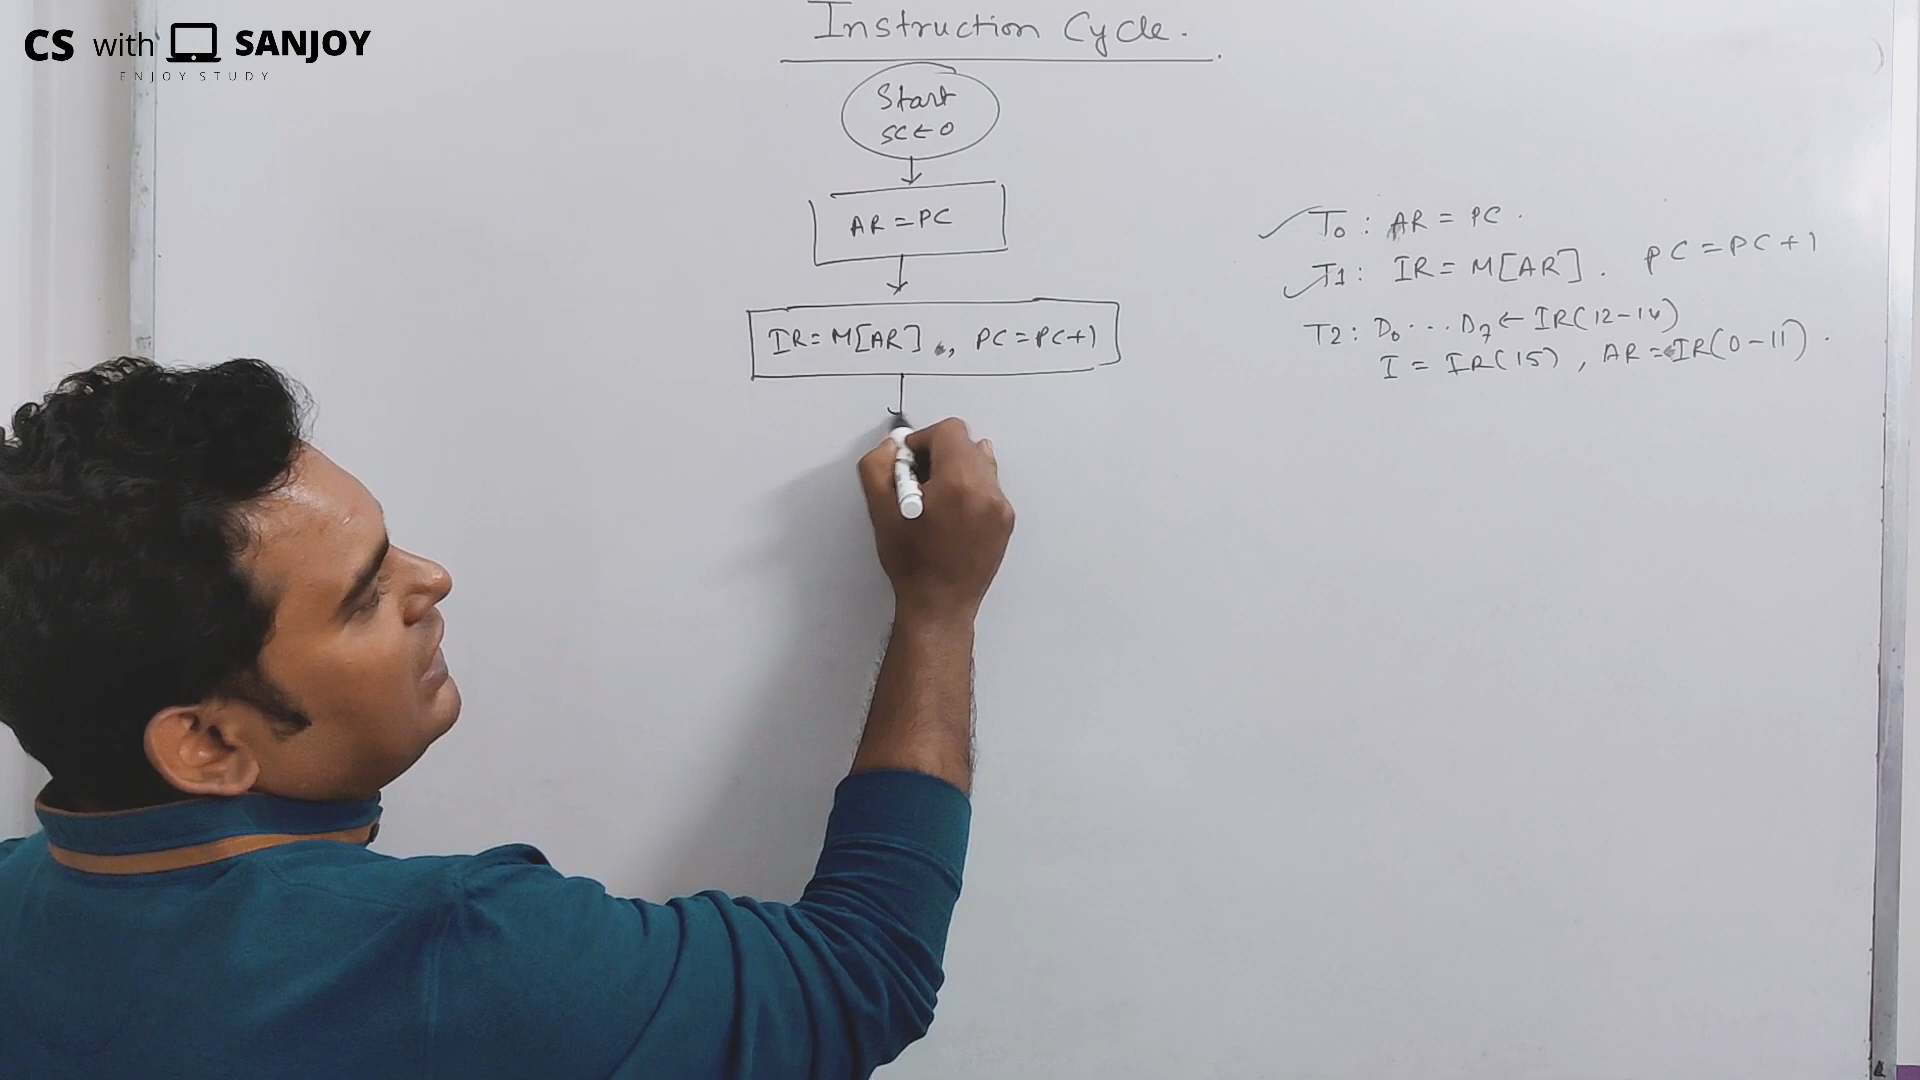 CS with SANJOY
ENJOY STUDY
Instruction Cycle.
Start
SC ← 0
AR = PC
IR = M[AR] , PC = PC+1
T0 : AR = PC .
T1 : IR = M[AR] . PC = PC+1
T2 : D0 ... D7 ← IR(12-14)
I = IR(15) , AR = IR(0-11) .